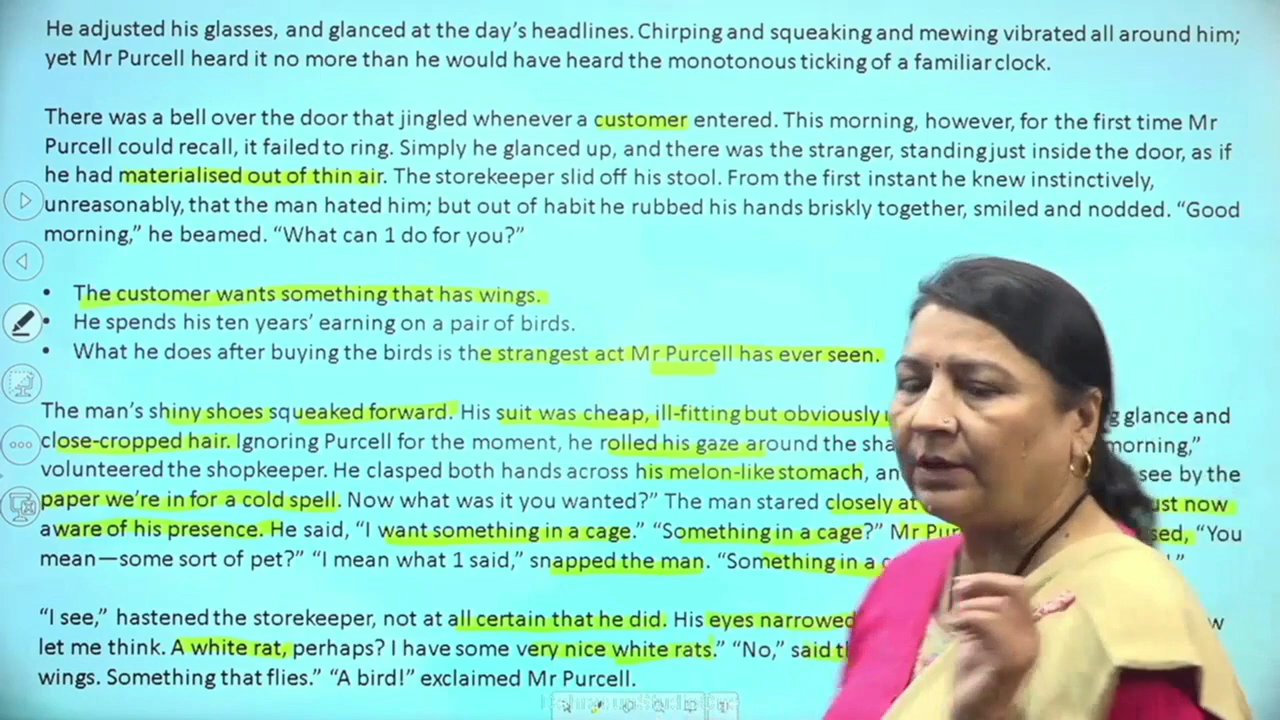 He adjusted his glasses, and glanced at the day's headlines. Chirping and squeaking and mewing vibrated all around him;
yet Mr Purcell heard it no more than he would have heard the monotonous ticking of a familiar clock.
There was a bell over the door that jingled whenever a customer entered. This morning, however, for the first time Mr
Purcell could recall, it failed to ring. Simply he glanced up, and there was the stranger, standing just inside the door, as if
he had materialised out of thin air. The storekeeper slid off his stool. From the first instant he knew instinctively,
unreasonably, that the man hated him; but out of habit he rubbed his hands briskly together, smiled and nodded. “Good
morning,” he beamed. “What can 1 do for you?”
• The customer wants something that has wings.
• He spends his ten years’ earning on a pair of birds.
• What he does after buying the birds is the strangest act Mr Purcell has ever seen.
The man’s shiny shoes squeaked forward. His suit was cheap, ill-fitting but obviously glance and
close-cropped hair. Ignoring Purcell for the moment, he rolled his gaze around the morning,”
volunteered the shopkeeper. He clasped both hands across his melon-like stomach, see by the
paper we’re in for a cold spell. Now what was it you wanted?” The man stared closely at now
aware of his presence. He said, “I want something in a cage.” “Something in a cage?” Mr “You
mean—some sort of pet?” “I mean what 1 said,” snapped the man. “Something in a
“I see,” hastened the storekeeper, not at all certain that he did. His eyes narrowed
let me think. A white rat, perhaps? I have some very nice white rats.” “No,” said
wings. Something that flies.” “A bird!” exclaimed Mr Purcell.